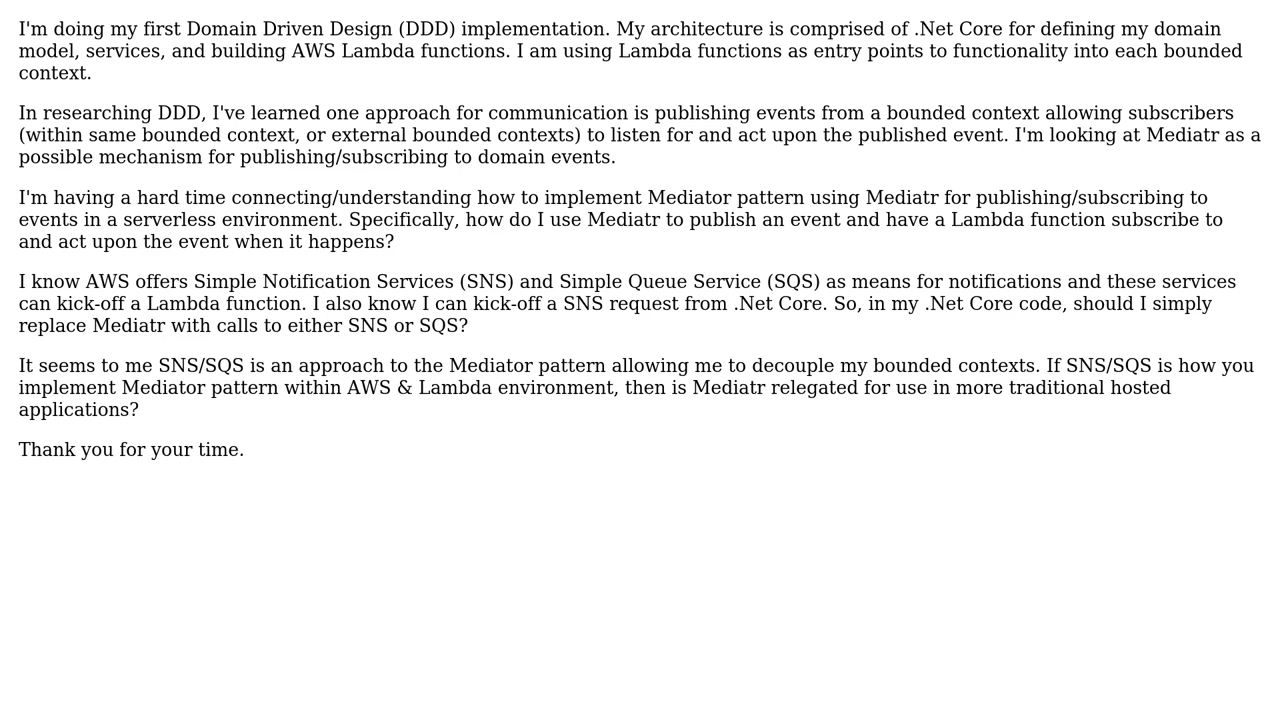 I'm doing my first Domain Driven Design (DDD) implementation. My architecture is comprised of .Net Core for defining my domain
model, services, and building AWS Lambda functions. I am using Lambda functions as entry points to functionality into each bounded
context.
In researching DDD, I've learned one approach for communication is publishing events from a bounded context allowing subscribers
(within same bounded context, or external bounded contexts) to listen for and act upon the published event. I'm looking at Mediatr as a
possible mechanism for publishing/subscribing to domain events.
I'm having a hard time connecting/understanding how to implement Mediator pattern using Mediatr for publishing/subscribing to
events in a serverless environment. Specifically, how do I use Mediatr to publish an event and have a Lambda function subscribe to
and act upon the event when it happens?
I know AWS offers Simple Notification Services (SNS) and Simple Queue Service (SQS) as means for notifications and these services
can kick-off a Lambda function. I also know I can kick-off a SNS request from .Net Core. So, in my .Net Core code, should I simply
replace Mediatr with calls to either SNS or SQS?
It seems to me SNS/SQS is an approach to the Mediator pattern allowing me to decouple my bounded contexts. If SNS/SQS is how you
implement Mediator pattern within AWS & Lambda environment, then is Mediatr relegated for use in more traditional hosted
applications?
Thank you for your time.